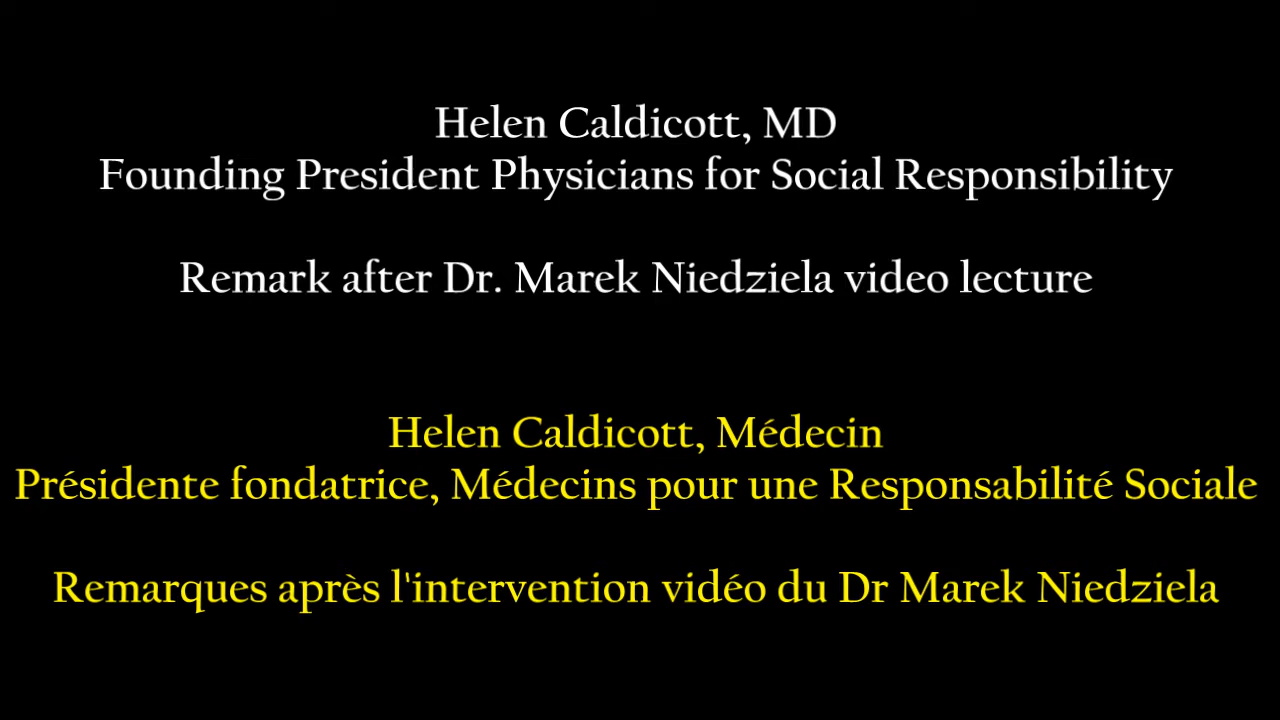 Helen Caldicott, MD
Founding President Physicians for Social Responsibility
Remark after Dr. Marek Niedziela video lecture
Helen Caldicott, Médecin
Présidente fondatrice, Médecins pour une Responsabilité Sociale
Remarques après l'intervention vidéo du Dr Marek Niedziela